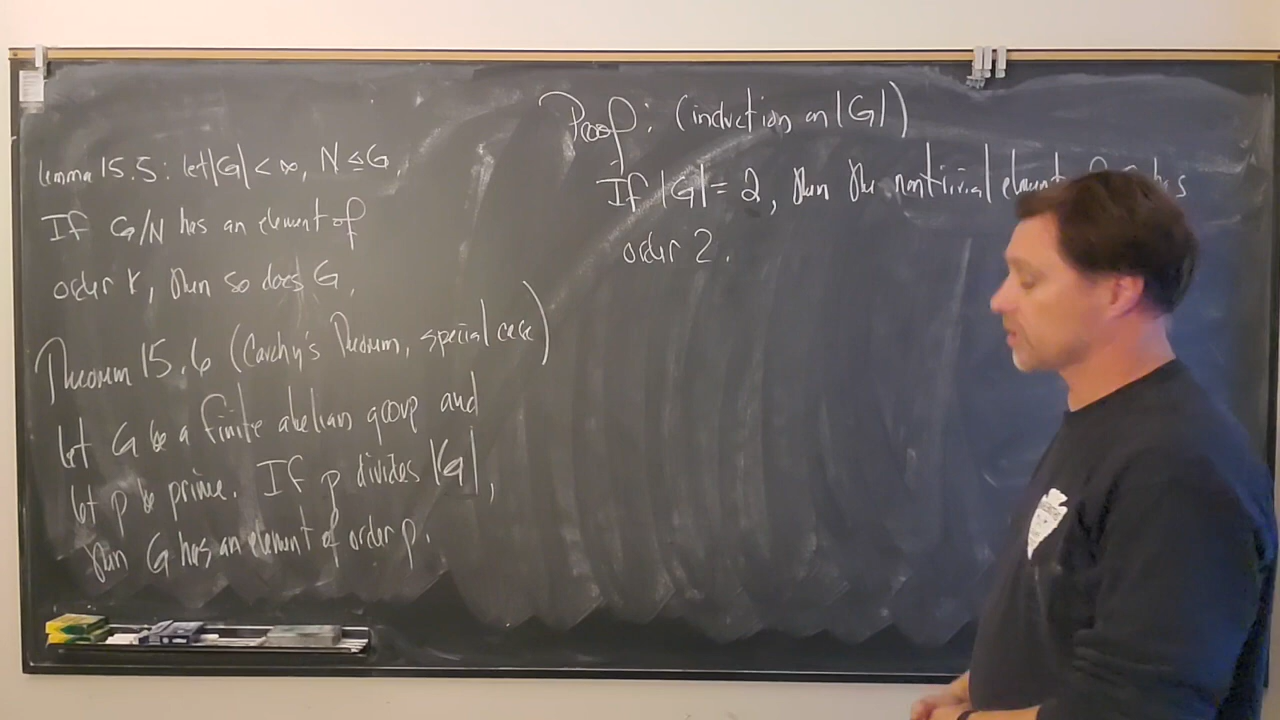 Lemma 15.5: Let |G| < ∞, N ⊴ G.
If G/N has an element of
order k, then so does G.
Theorem 15.6 (Cauchy's Theorem, special case)
Let G be a finite abelian group and
let p be prime. If p divides |G|,
then G has an element of order p.
Proof: (induction on |G|)
If |G| = 2, then the nontrivial element
order 2.